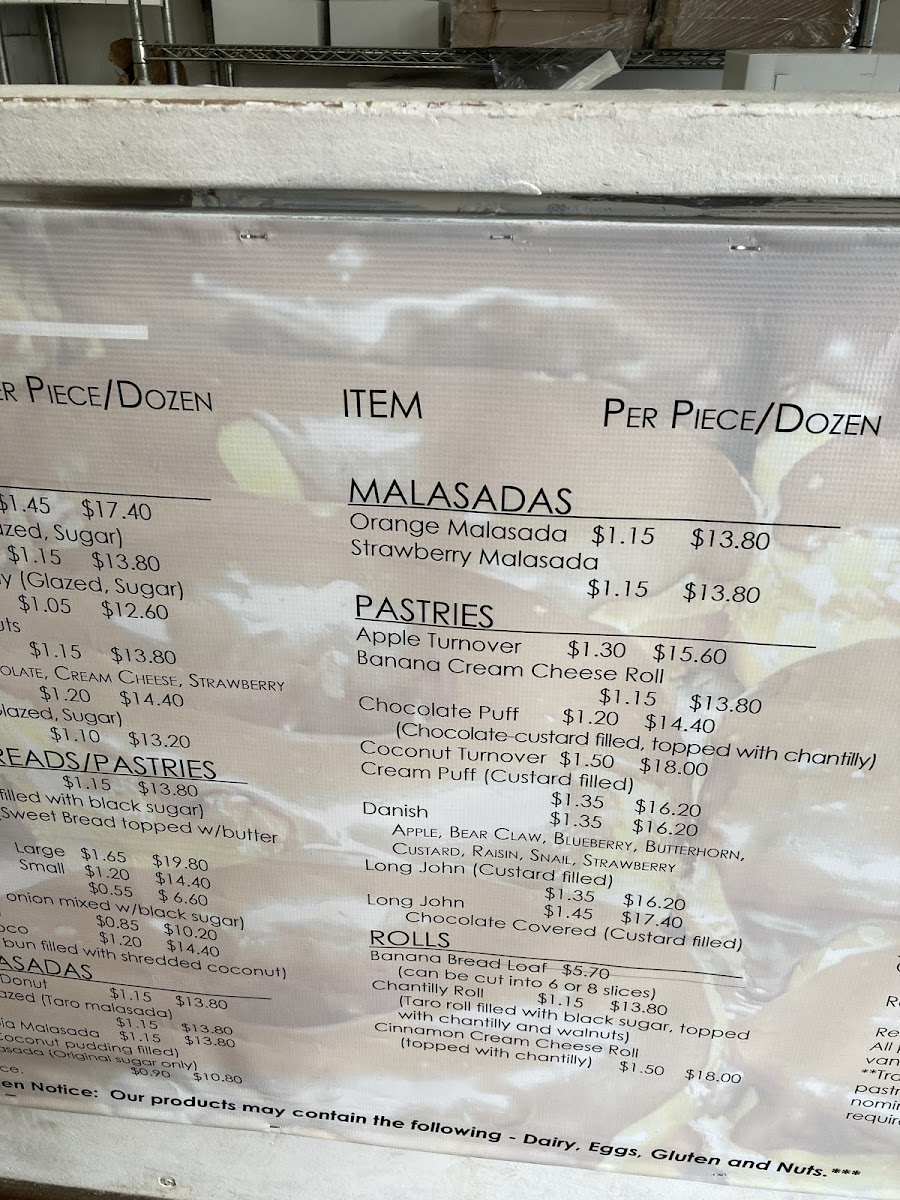 Per Piece/Dozen
$1.45 $17.40
Sugar)
$1.15 $13.80
(Glazed, Sugar)
$1.05 $12.60
$1.15 $13.80
Cream Cheese, Strawberry
$1.20 $14.40
Sugar)
$1.10 $13.20
$1.15 $13.80
filled with black sugar)
(Sweet Bread topped w/butter
Large $1.65 $19.80
Small $1.20 $14.40
$0.55 $ 6.60
onion mixed w/black sugar)
$0.85 $10.20
$1.20 $14.40
bun filled with shredded coconut)
Donut
$1.15 $13.80
(Taro malasada)
$1.15 $13.80
Malasada $1.15 $13.80
coconut pudding filled)
(Original sugar only)
$0.90 $10.80
ITEM Per Piece/Dozen
MALASADAS
Orange Malasada $1.15 $13.80
Strawberry Malasada
$1.15 $13.80
PASTRIES
Apple Turnover $1.30 $15.60
Banana Cream Cheese Roll
$1.15 $13.80
Chocolate Puff $1.20 $14.40
(Chocolate-custard filled, topped with chantilly)
Coconut Turnover $1.50 $18.00
Cream Puff (Custard filled)
$1.35 $16.20
Danish $1.35 $16.20
Apple, Bear Claw, Blueberry, Butterhorn,
Custard, Raisin, Snail, Strawberry
Long John (Custard filled)
$1.35 $16.20
Long John $1.45 $17.40
Chocolate Covered (Custard filled)
ROLLS
Banana Bread Loaf $5.70
(can be cut into 6 or 8 slices)
Chantilly Roll $1.15 $13.80
(Taro roll filled with black sugar, topped
with chantilly and walnuts)
Cinnamon Cream Cheese Roll
(topped with chantilly) $1.50 $18.00
Notice: Our products may contain the following - Dairy, Eggs, Gluten and Nuts.***